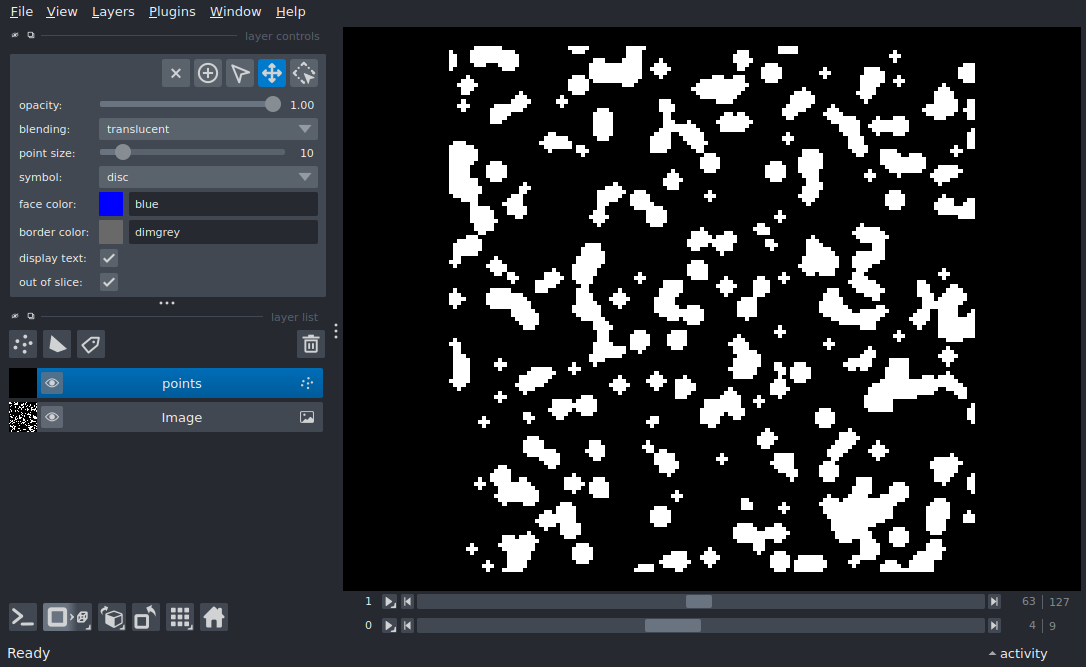 File View Layers Plugins Window Help
layer controls
opacity: 1.00
blending: translucent
point size: 10
symbol: disc
face color: blue
border color: dimgrey
display text:
out of slice:
layer list
points
Image
1 63 | 127
0 4 | 9
Ready activity